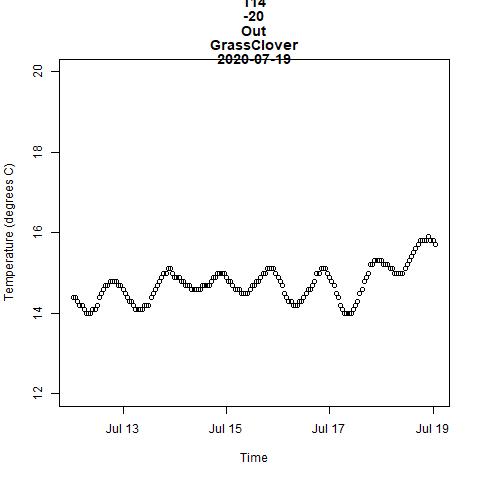 114
-20
Out
GrassClover
2020-07-19
Temperature (degrees C)
20
18
16
14
12
Jul 13
Jul 15
Jul 17
Jul 19
Time